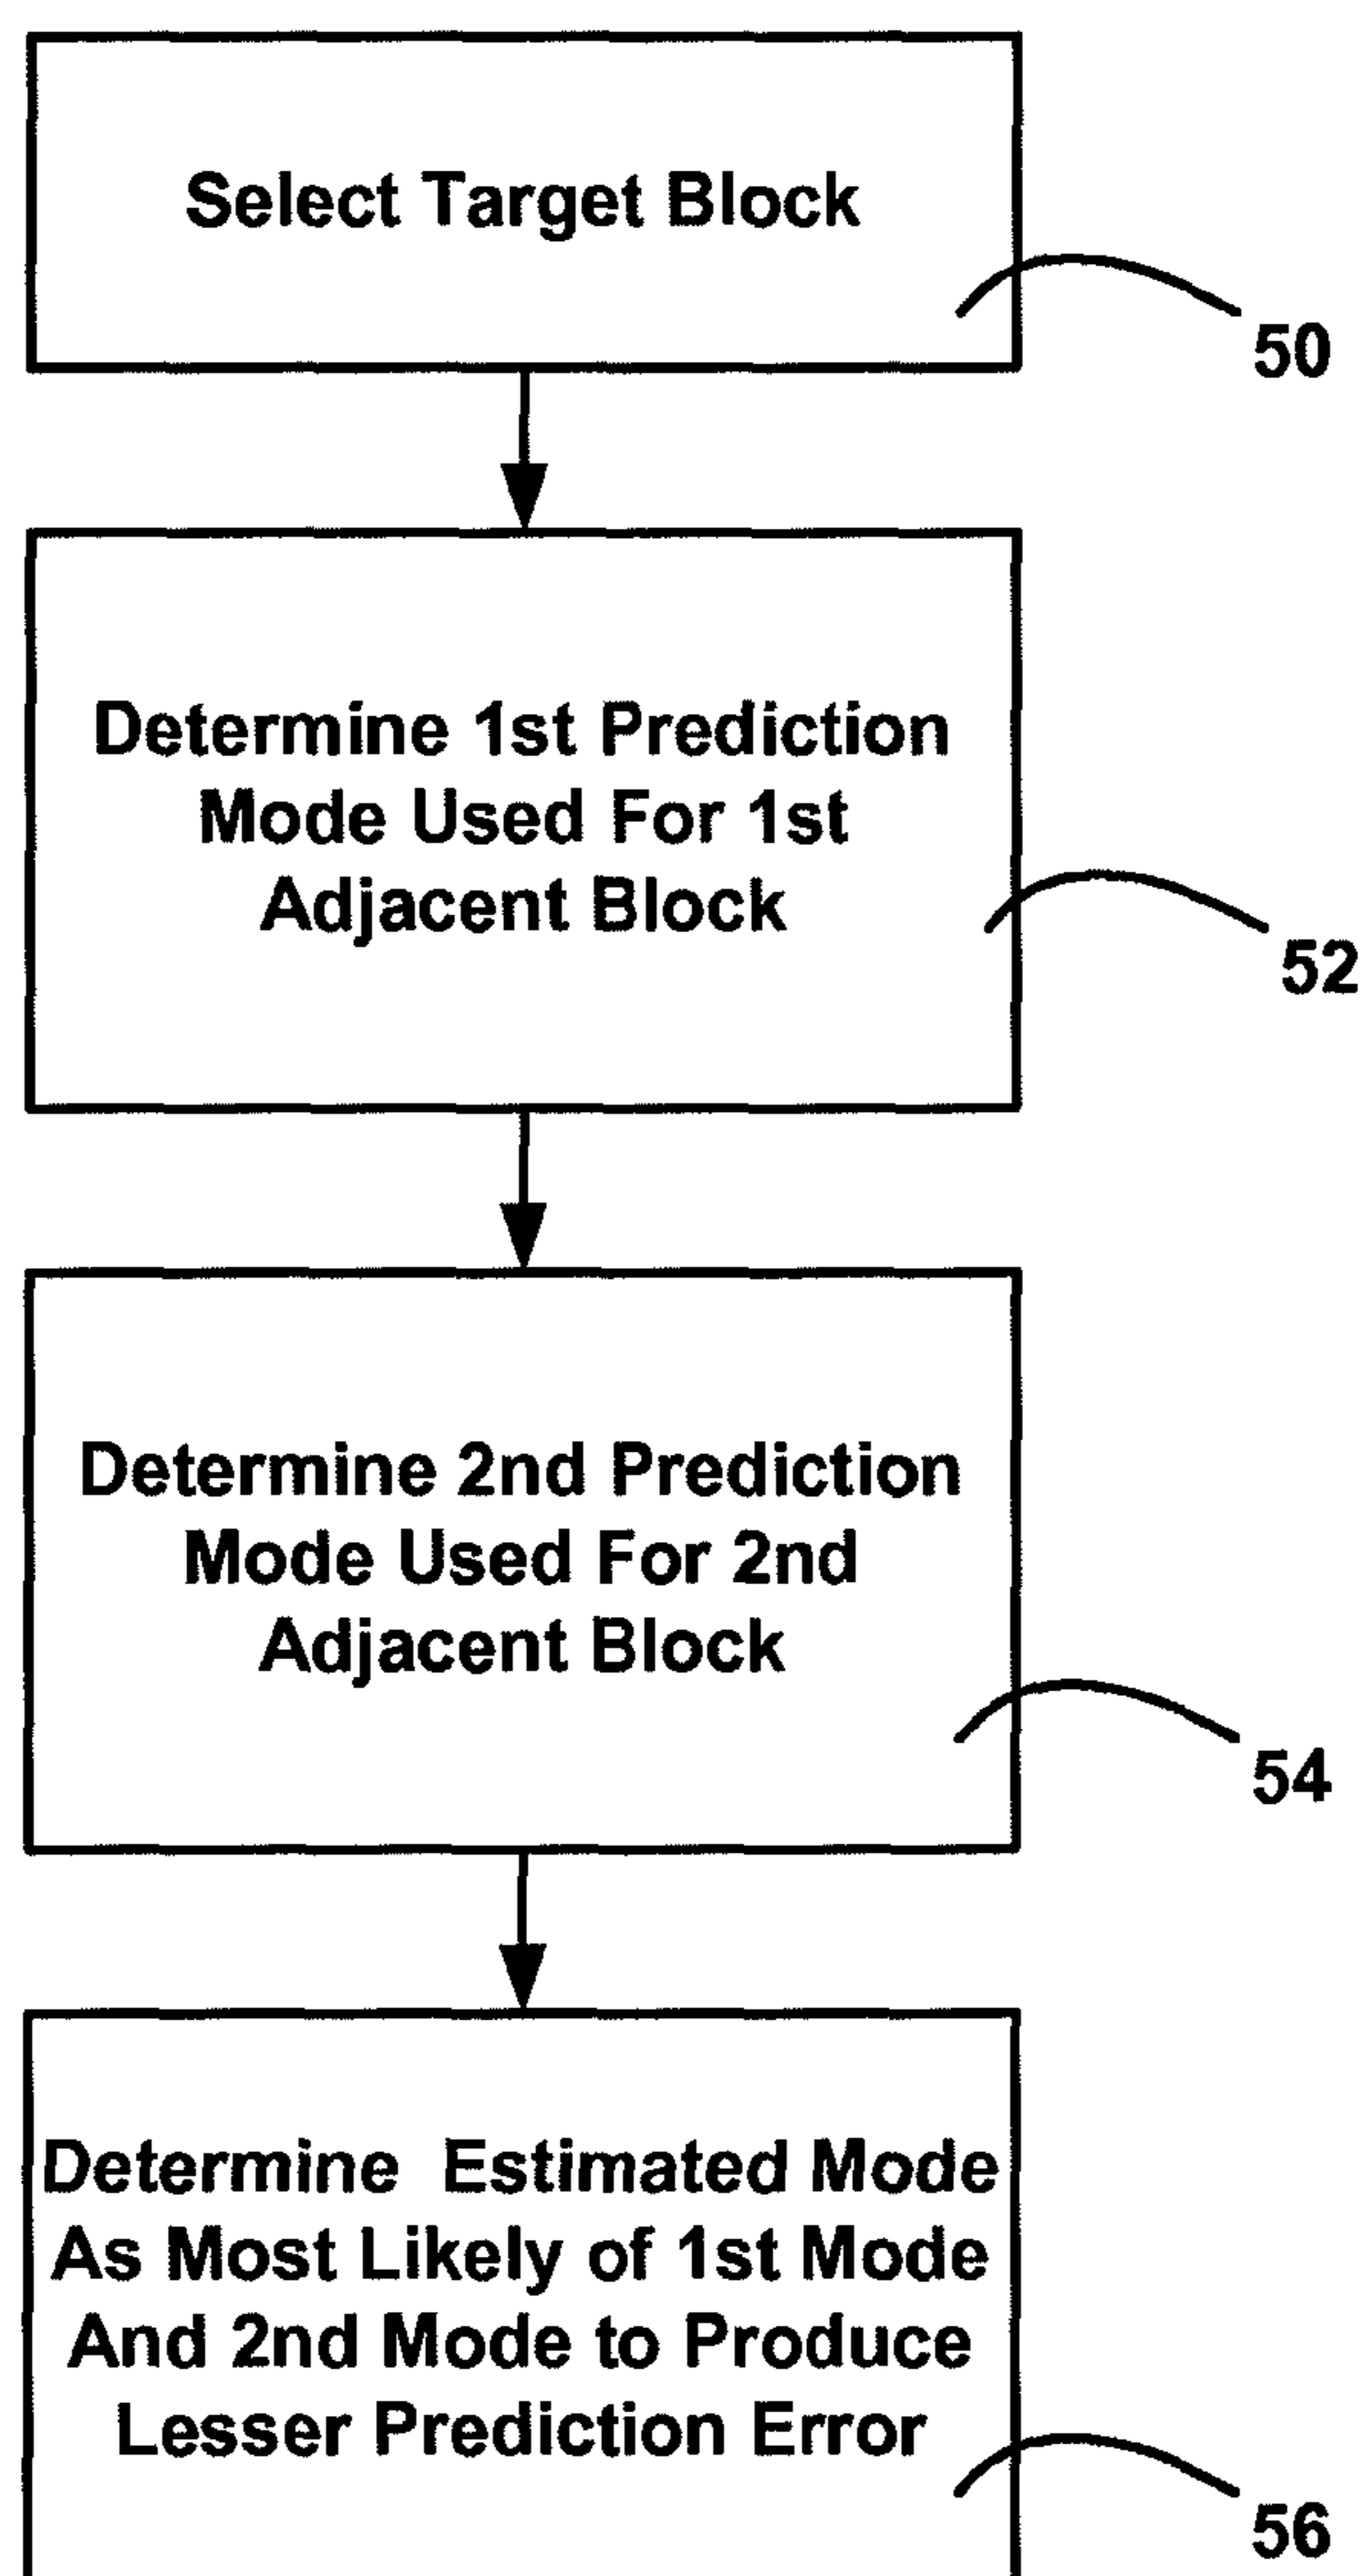 Select Target Block
50
Determine 1st Prediction
Mode Used For 1st
Adjacent Block
52
Determine 2nd Prediction
Mode Used For 2nd
Adjacent Block
54
Determine Estimated Mode
As Most Likely of 1st Mode
And 2nd Mode to Produce
Lesser Prediction Error
56